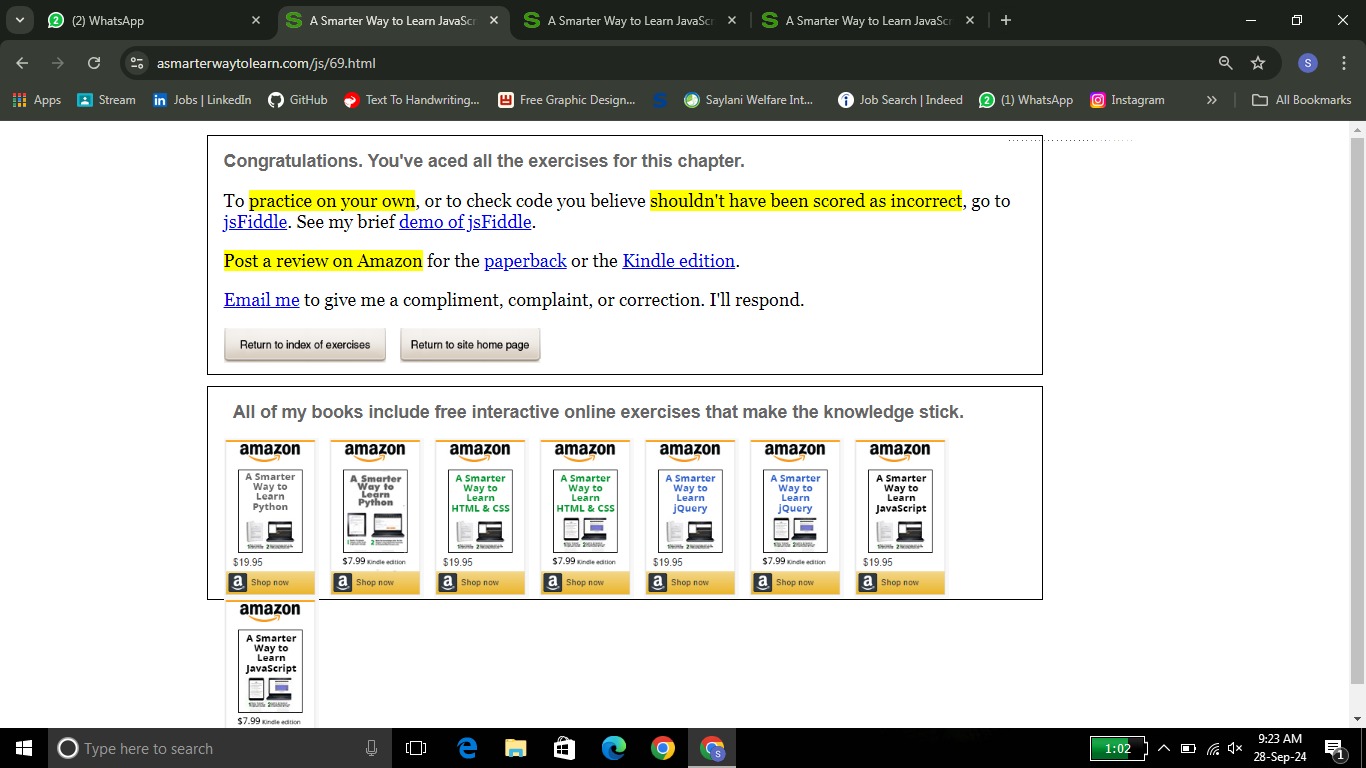 (2) WhatsApp
A Smarter Way to Learn JavaSc
A Smarter Way to Learn JavaSc
A Smarter Way to Learn JavaSc
asmarterwaytolearn.com/js/69.html
S
Apps
Stream
Jobs | LinkedIn
GitHub
Text To Handwriting...
Free Graphic Design...
Saylani Welfare Int...
Job Search | Indeed
(1) WhatsApp
Instagram
All Bookmarks
Congratulations. You've aced all the exercises for this chapter.
To practice on your own, or to check code you believe shouldn't have been scored as incorrect, go to
jsFiddle. See my brief demo of jsFiddle.
Post a review on Amazon for the paperback or the Kindle edition.
Email me to give me a compliment, complaint, or correction. I'll respond.
Return to index of exercises
Return to site home page
All of my books include free interactive online exercises that make the knowledge stick.
amazon
A Smarter
Way to
Learn
Python
$19.95
Shop now
amazon
A Smarter
Way to
Learn
Python
$7.99 Kindle edition
Shop now
amazon
A Smarter
Way to
Learn
HTML & CSS
$19.95
Shop now
amazon
A Smarter
Way to
Learn
HTML & CSS
$7.99 Kindle edition
Shop now
amazon
A Smarter
Way to
Learn
jQuery
$19.95
Shop now
amazon
A Smarter
Way to
Learn
jQuery
$7.99 Kindle edition
Shop now
amazon
A Smarter
Way to
Learn
JavaScript
$19.95
Shop now
amazon
A Smarter
Way to
Learn
JavaScript
$7.99 Kindle edition
Type here to search
1:02
9:23 AM
28-Sep-24
1